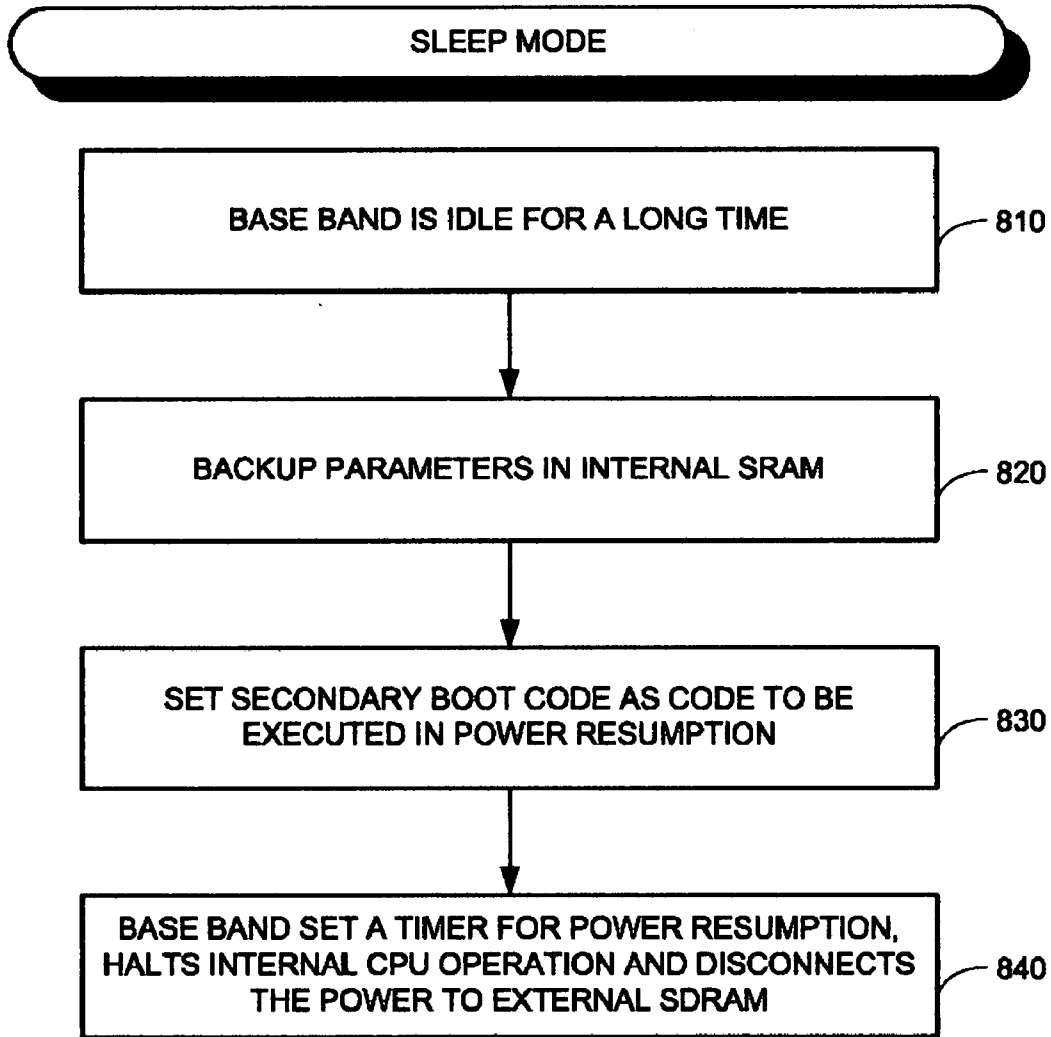 SLEEP MODE
BASE BAND IS IDLE FOR A LONG TIME
810
BACKUP PARAMETERS IN INTERNAL SRAM
820
SET SECONDARY BOOT CODE AS CODE TO BE
EXECUTED IN POWER RESUMPTION
830
BASE BAND SET A TIMER FOR POWER RESUMPTION,
HALTS INTERNAL CPU OPERATION AND DISCONNECTS
THE POWER TO EXTERNAL SDRAM
840